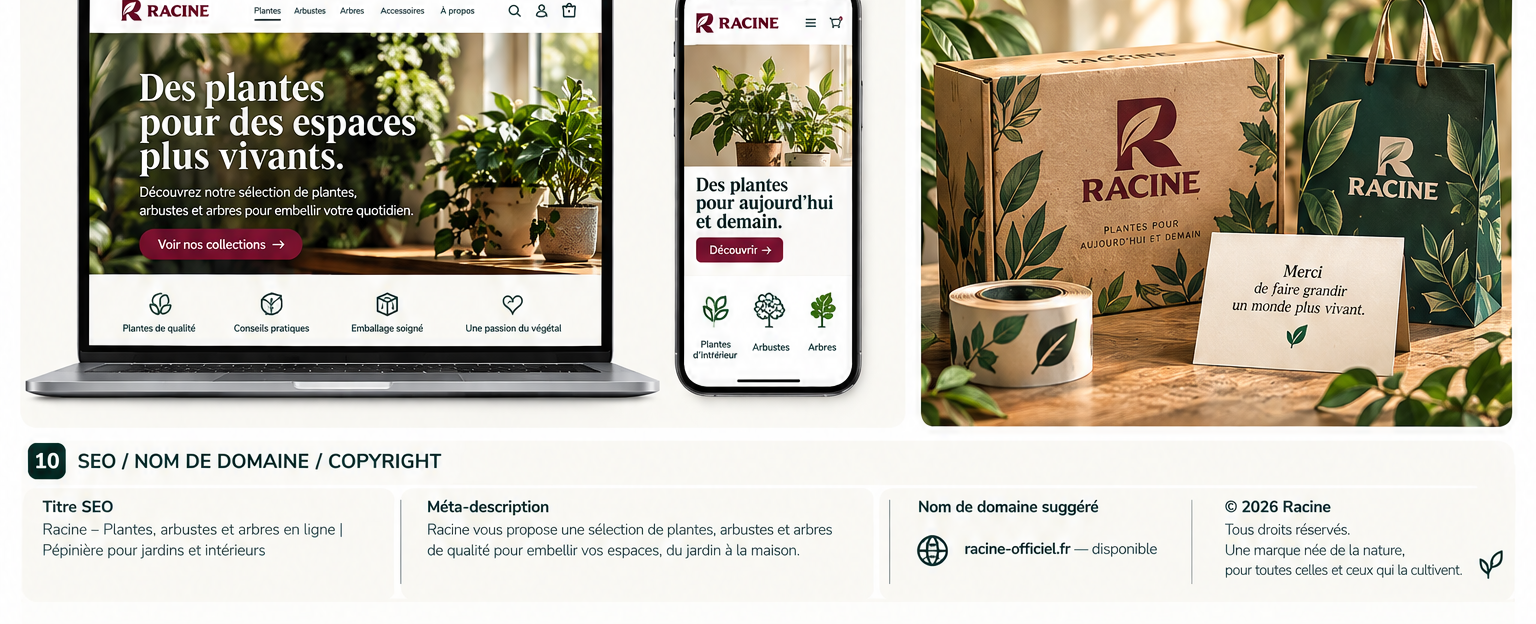 RACINE
Plantes Arbustes Arbres Accessoires À propos
Des plantes
pour des espaces
plus vivants.
Découvrez notre sélection de plantes,
arbustes et arbres pour embellir votre quotidien.
Voir nos collections →
Plantes de qualité
Conseils pratiques
Emballage soigné
Une passion du végétal
RACINE
Des plantes
pour aujourd'hui
et demain.
Découvrir →
Plantes
d'intérieur
Arbustes
Arbres
RACINE
R
RACINE
PLANTES POUR
AUJOURD'HUI ET DEMAIN
R
RACINE
Merci
de faire grandir
un monde plus vivant.
10 SEO / NOM DE DOMAINE / COPYRIGHT
Titre SEO
Racine – Plantes, arbustes et arbres en ligne |
Pépinière pour jardins et intérieurs
Méta-description
Racine vous propose une sélection de plantes, arbustes et arbres
de qualité pour embellir vos espaces, du jardin à la maison.
Nom de domaine suggéré
racine-officiel.fr — disponible
© 2026 Racine
Tous droits réservés.
Une marque née de la nature,
pour toutes celles et ceux qui la cultivent.